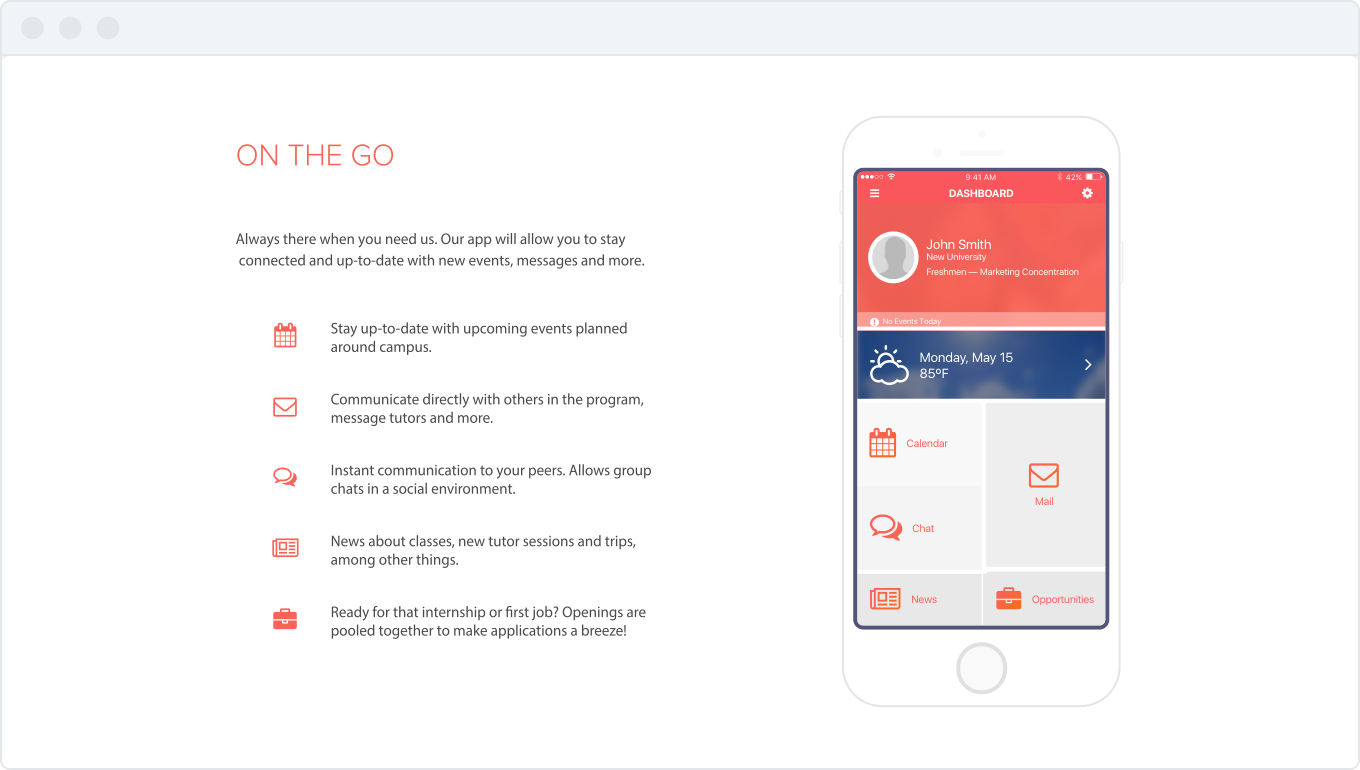 ON THE GO
Always there when you need us. Our app will allow you to stay
connected and up-to-date with new events, messages and more.
Stay up-to-date with upcoming events planned
around campus.
Communicate directly with others in the program,
message tutors and more.
Instant communication to your peers. Allows group
chats in a social environment.
News about classes, new tutor sessions and trips,
among other things.
Ready for that internship or first job? Openings are
pooled together to make applications a breeze!
9:41 AM 42%
DASHBOARD
John Smith
New University
Freshmen — Marketing Concentration
No Events Today
Monday, May 15
85ºF
Calendar
Mail
Chat
News
Opportunities